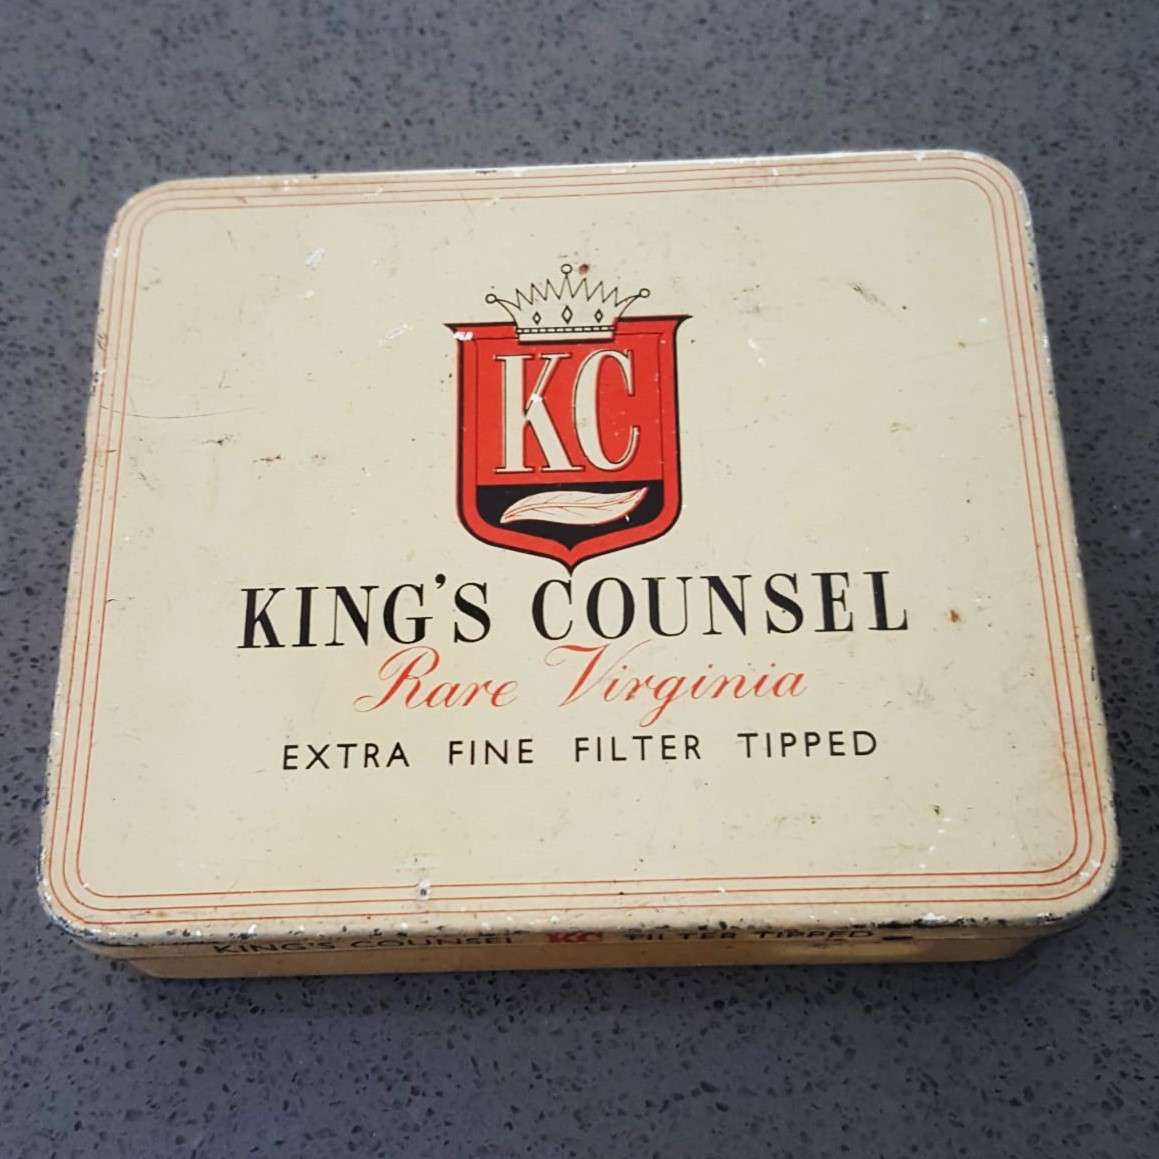 KC
KING'S COUNSEL
Rare Virginia
EXTRA FINE FILTER TIPPED
KING'S COUNSEL KC FILTER TIPPED